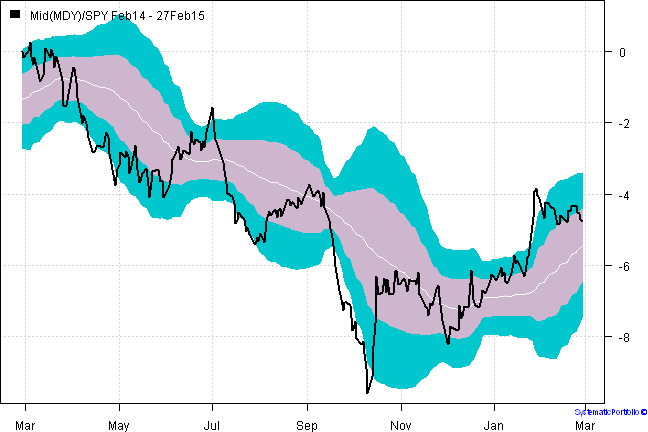 Mid(MDY)/SPY Feb14 - 27Feb15
0
-2
-4
-6
-8
Mar May Jul Sep Nov Jan Mar
SystematicPortfolio ©